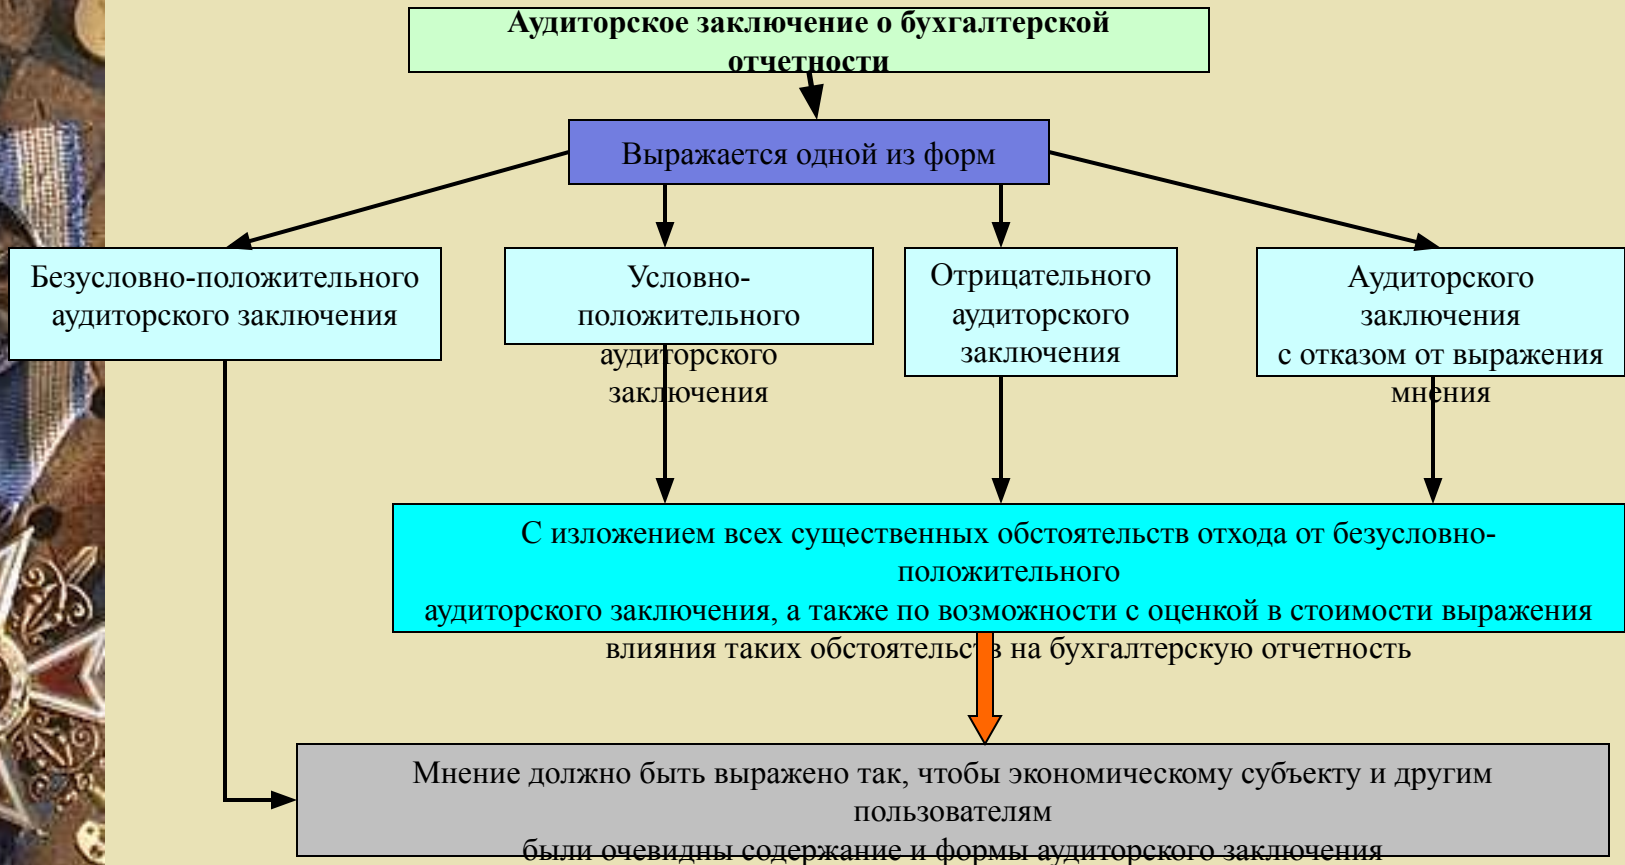 Аудиторское заключение о бухгалтерской
отчетности
Выражается одной из форм
Безусловно-положительного
аудиторского заключения
Условно-
положительного
аудиторского
заключения
Отрицательного
аудиторского
заключения
Аудиторского
заключения
с отказом от выражения
мнения
С изложением всех существенных обстоятельств отхода от безусловно-
положительного
аудиторского заключения, а также по возможности с оценкой в стоимости выражения
влияния таких обстоятельств на бухгалтерскую отчетность
Мнение должно быть выражено так, чтобы экономическому субъекту и другим
пользователям
были очевидны содержание и формы аудиторского заключения